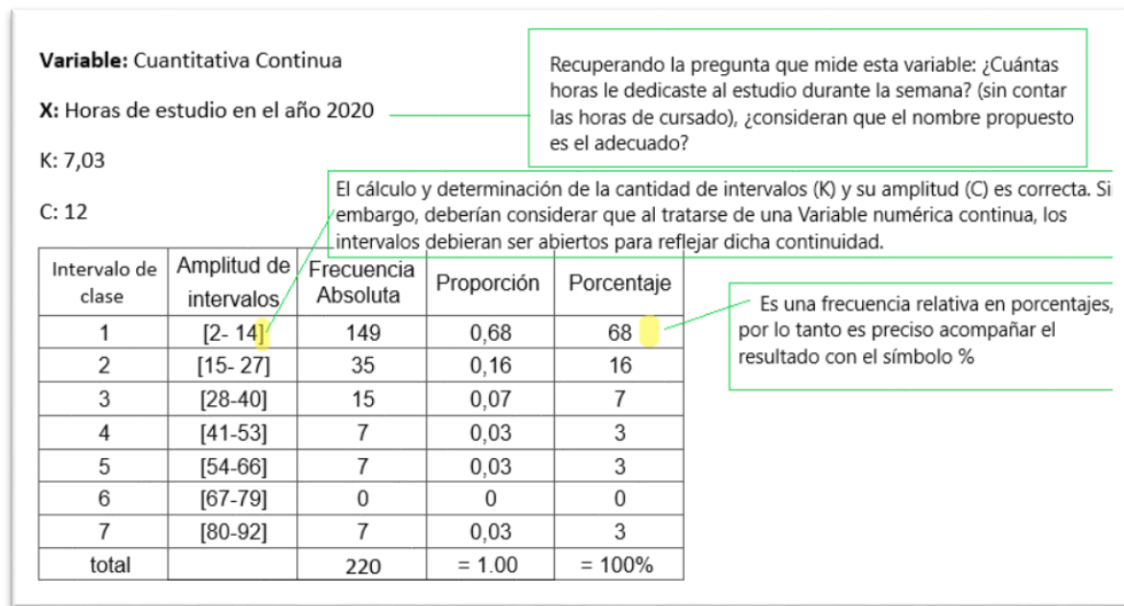 Variable: Cuantitativa Continua
X: Horas de estudio en el año 2020
K: 7,03
C: 12
Recuperando la pregunta que mide esta variable: ¿Cuántas
horas le dedicaste al estudio durante la semana? (sin contar
las horas de cursado), ¿consideran que el nombre propuesto
es el adecuado?
El cálculo y determinación de la cantidad de intervalos (K) y su amplitud (C) es correcta. Si
embargo, deberían considerar que al tratarse de una Variable numérica continua, los
intervalos debieran ser abiertos para reflejar dicha continuidad.
Intervalo de clase Amplitud de intervalos Frecuencia Absoluta Proporción Porcentaje
1 [2- 14] 149 0,68 68
2 [15- 27] 35 0,16 16
3 [28-40] 15 0,07 7
4 [41-53] 7 0,03 3
5 [54-66] 7 0,03 3
6 [67-79] 0 0 0
7 [80-92] 7 0,03 3
total 220 = 1.00 = 100%
Es una frecuencia relativa en porcentajes,
por lo tanto es preciso acompañar el
resultado con el símbolo %